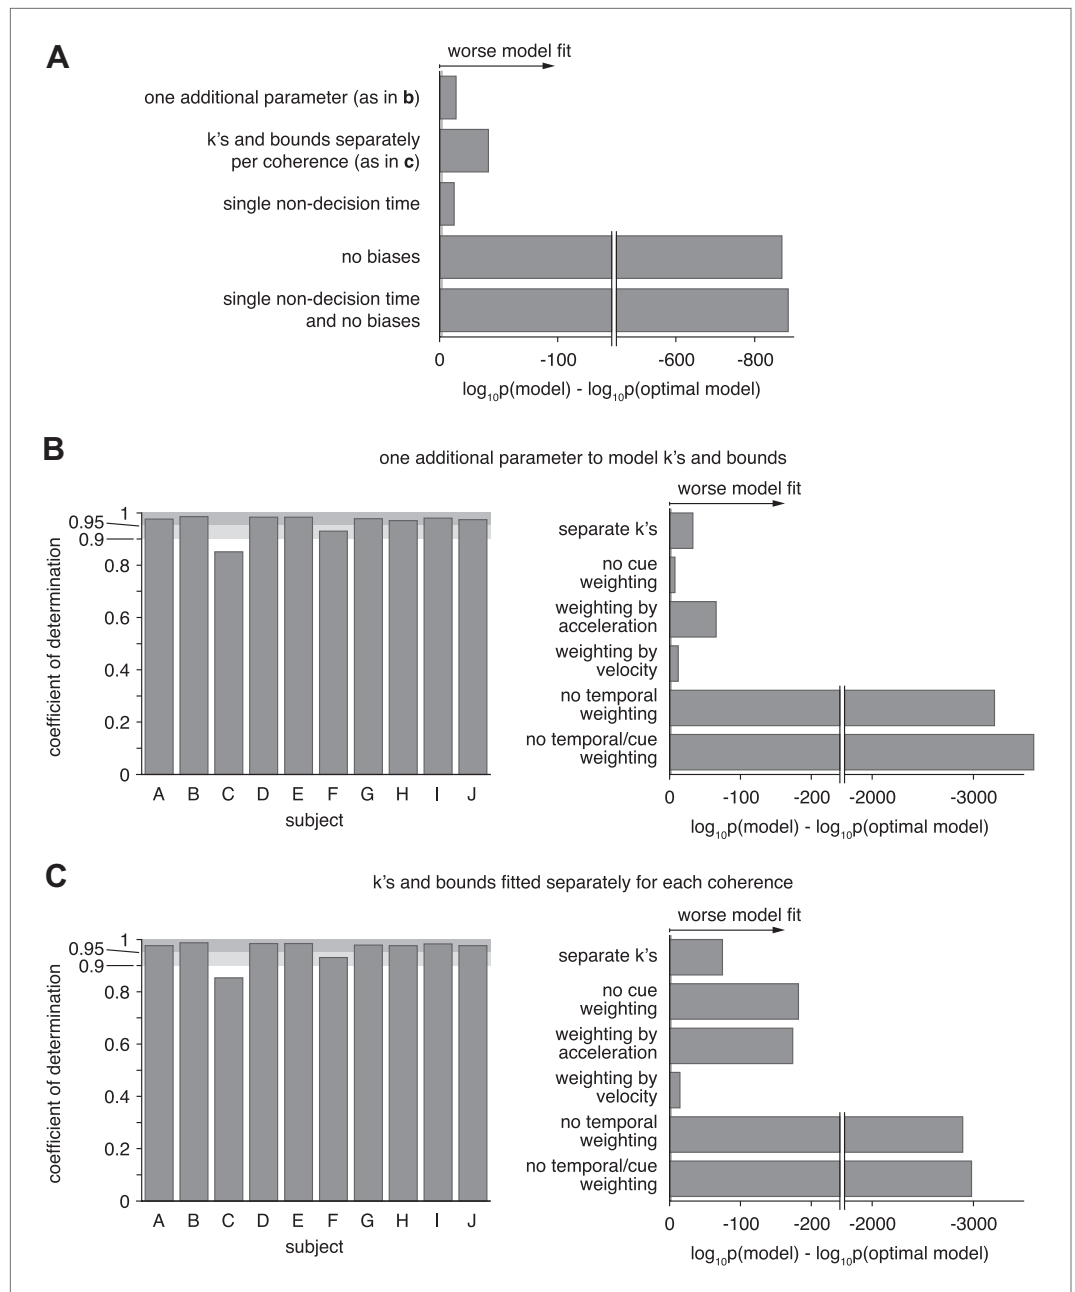 A
worse model fit
one additional parameter (as in b)
k's and bounds separately
per coherence (as in c)
single non-decision time
no biases
single non-decision time
and no biases
0 -100 -600 -800
log10p(model) - log10p(optimal model)
B
one additional parameter to model k's and bounds
coefficient of determination
1
0.95
0.9
0.8
0.6
0.4
0.2
0
A B C D E F G H I J
subject
worse model fit
separate k's
no cue
weighting
weighting by
acceleration
weighting by
velocity
no temporal
weighting
no temporal/cue
weighting
0 -100 -200 -2000 -3000
log10p(model) - log10p(optimal model)
C
k's and bounds fitted separately for each coherence
coefficient of determination
1
0.95
0.9
0.8
0.6
0.4
0.2
0
A B C D E F G H I J
subject
worse model fit
separate k's
no cue
weighting
weighting by
acceleration
weighting by
velocity
no temporal
weighting
no temporal/cue
weighting
0 -100 -200 -2000 -3000
log10p(model) - log10p(optimal model)